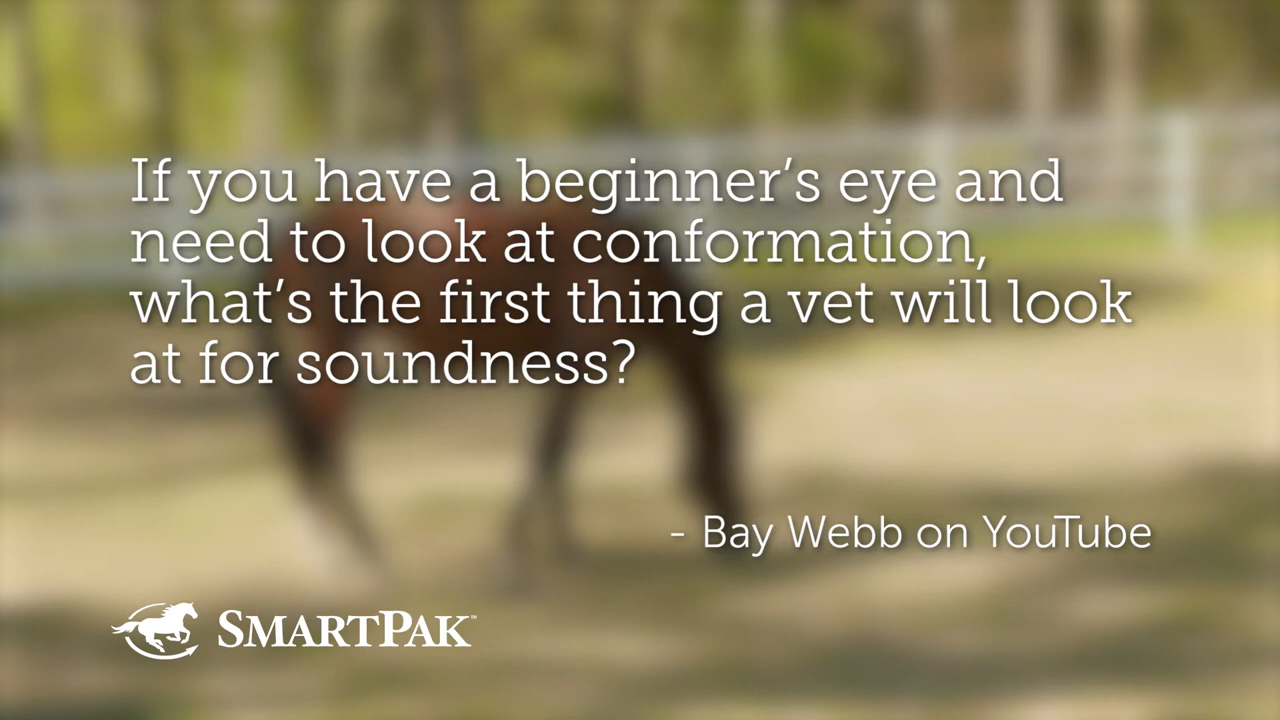 If you have a beginner’s eye and
need to look at conformation,
what’s the first thing a vet will look
at for soundness?
- Bay Webb on YouTube
SMARTPAK™